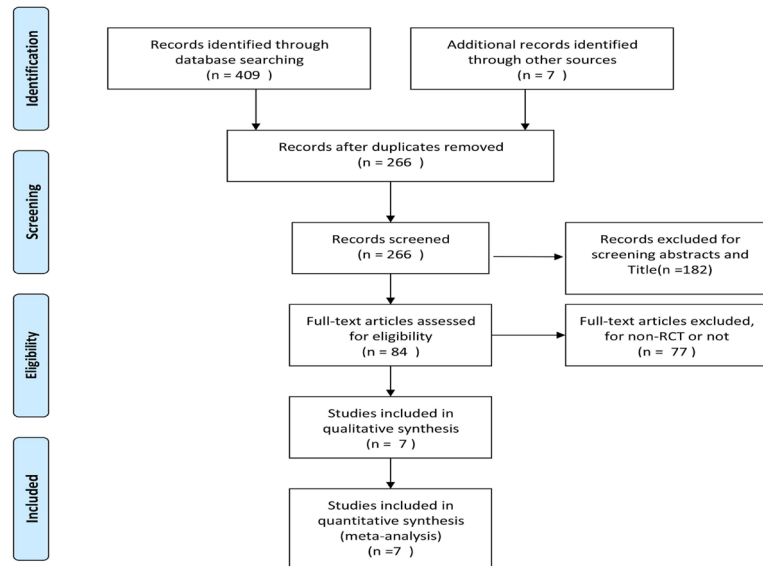 Identification
Records identified through
database searching
(n = 409 )
Additional records identified
through other sources
(n = 7 )
Records after duplicates removed
(n = 266 )
Screening
Records screened
(n = 266 )
Records excluded for
screening abstracts and
Title(n =182)
Eligibility
Full-text articles assessed
for eligibility
(n = 84 )
Full-text articles excluded,
for non-RCT or not
(n = 77 )
Studies included in
qualitative synthesis
(n = 7 )
Included
Studies included in
quantitative synthesis
(meta-analysis)
(n =7 )